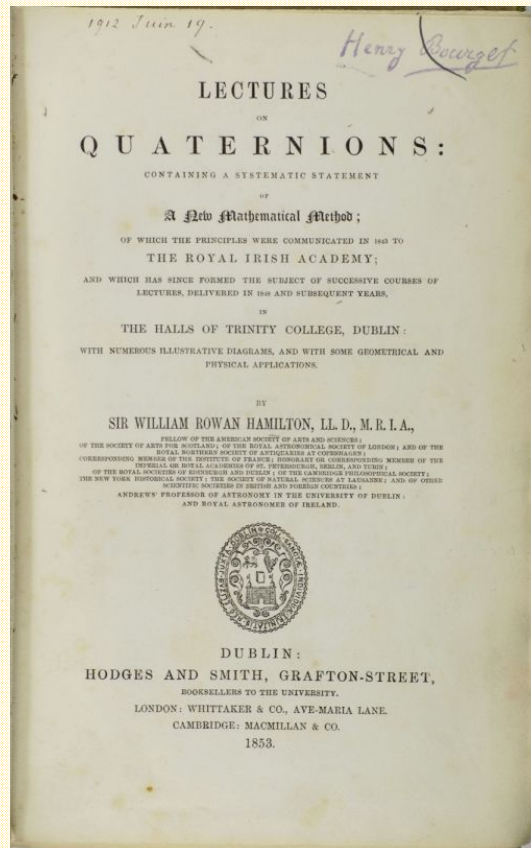 1912 Juin 19.
Henry Bourget
LECTURES
ON
QUATERNIONS:
CONTAINING A SYSTEMATIC STATEMENT
OF
A New Mathematical Method;
OF WHICH THE PRINCIPLES WERE COMMUNICATED IN 1843 TO
THE ROYAL IRISH ACADEMY;
AND WHICH HAS SINCE FORMED THE SUBJECT OF SUCCESSIVE COURSES OF
LECTURES, DELIVERED IN 1848 AND SUBSEQUENT YEARS,
IN
THE HALLS OF TRINITY COLLEGE, DUBLIN:
WITH NUMEROUS ILLUSTRATIVE DIAGRAMS, AND WITH SOME GEOMETRICAL AND
PHYSICAL APPLICATIONS.
BY
SIR WILLIAM ROWAN HAMILTON, LL. D., M. R. I. A.,
FELLOW OF THE AMERICAN SOCIETY OF ARTS AND SCIENCES;
OF THE SOCIETY OF ARTS FOR SCOTLAND; OF THE ROYAL ASTRONOMICAL SOCIETY OF LONDON; AND OF THE
ROYAL NORTHERN SOCIETY OF ANTIQUARIES AT COPENHAGEN;
CORRESPONDING MEMBER OF THE INSTITUTE OF FRANCE; HONORARY OR CORRESPONDING MEMBER OF THE
IMPERIAL OR ROYAL ACADEMIES OF ST. PETERSBURGH, BERLIN, AND TURIN;
OF THE ROYAL SOCIETIES OF EDINBURGH AND DUBLIN; OF THE CAMBRIDGE PHILOSOPHICAL SOCIETY;
THE NEW YORK HISTORICAL SOCIETY; THE SOCIETY OF NATURAL SCIENCES AT LAUSANNE; AND OF OTHER
SCIENTIFIC SOCIETIES IN BRITISH AND FOREIGN COUNTRIES;
ANDREWS' PROFESSOR OF ASTRONOMY IN THE UNIVERSITY OF DUBLIN;
AND ROYAL ASTRONOMER OF IRELAND.
DUBLIN:
HODGES AND SMITH, GRAFTON-STREET,
BOOKSELLERS TO THE UNIVERSITY.
LONDON: WHITTAKER & CO., AVE-MARIA LANE.
CAMBRIDGE: MACMILLAN & CO.
1853.